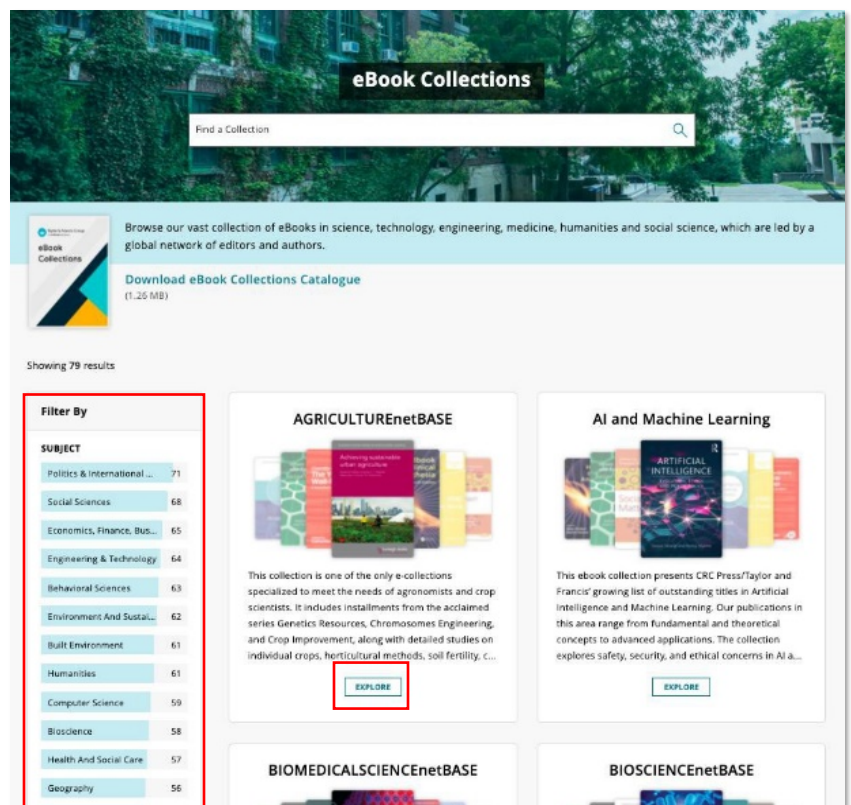 eBook Collections
Find a Collection
eBook
Collections
Browse our vast collection of eBooks in science, technology, engineering, medicine, humanities and social science, which are led by a
global network of editors and authors.
Download eBook Collections Catalogue
(1.26 MB)
Showing 79 results
Filter By
SUBJECT
Politics & International ... 71
Social Sciences 68
Economics, Finance, Bus... 65
Engineering & Technology 64
Behavioral Sciences 63
Environment And Sustai... 62
Built Environment 61
Humanities 61
Computer Science 59
Bioscience 58
Health And Social Care 57
Geography 56
AGRICULTUREnetBASE
Achieving sustainable
urban agriculture
This collection is one of the only e-collections
specialized to meet the needs of agronomists and crop
scientists. It includes installments from the acclaimed
series Genetics Resources, Chromosomes Engineering,
and Crop Improvement, along with detailed studies on
individual crops, horticultural methods, soil fertility, c...
EXPLORE
AI and Machine Learning
ARTIFICIAL
INTELLIGENCE
This ebook collection presents CRC Press/Taylor and
Francis' growing list of outstanding titles in Artificial
Intelligence and Machine Learning. Our publications in
this area range from fundamental and theoretical
concepts to advanced applications. The collection
explores safety, security, and ethical concerns in AI a...
EXPLORE
BIOMEDICALSCIENCEnetBASE
BIOSCIENCEnetBASE